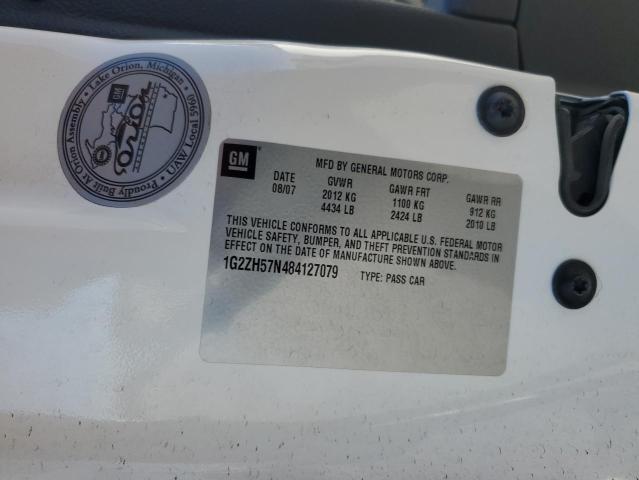 Proudly Built At Orion Assembly • Lake Orion, Michigan •
UAW Local 5960
GM
orion
GM
MFD BY GENERAL MOTORS CORP.
DATE GVWR GAWR FRT GAWR RR
08/07 2012 KG 1100 KG 912 KG
4434 LB 2424 LB 2010 LB
THIS VEHICLE CONFORMS TO ALL APPLICABLE U.S. FEDERAL MOTOR
VEHICLE SAFETY, BUMPER, AND THEFT PREVENTION STANDARDS IN
EFFECT ON THE DATE OF MANUFACTURE SHOWN ABOVE.
1G2ZH57N484127079 TYPE: PASS CAR